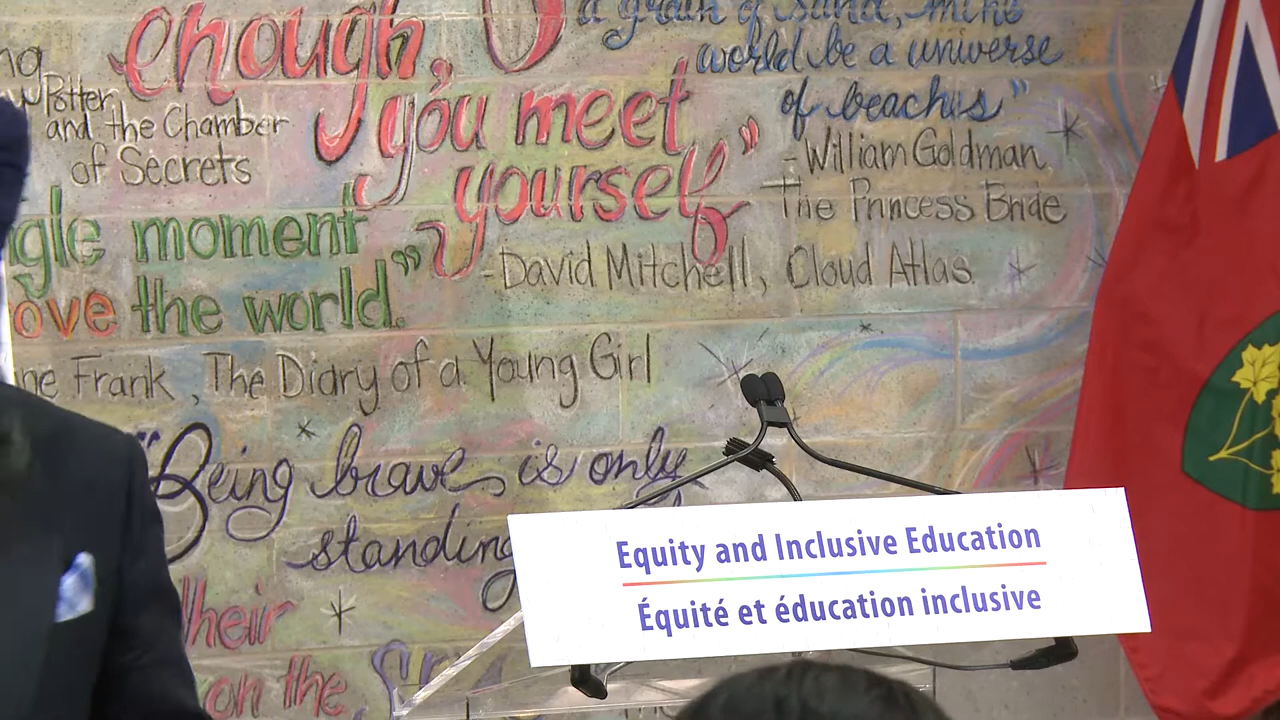 enough,
you meet
yourself"
- David Mitchell, Cloud Atlas
a grain of sand, mine
would be a universe
of beaches"
- William Goldman
The Princess Bride
Potter
and the Chamber
of Secrets
moment
the world."
Frank, The Diary of a Young Girl
"Being brave is only
standing
their
on the
Equity and Inclusive Education
Équité et éducation inclusive